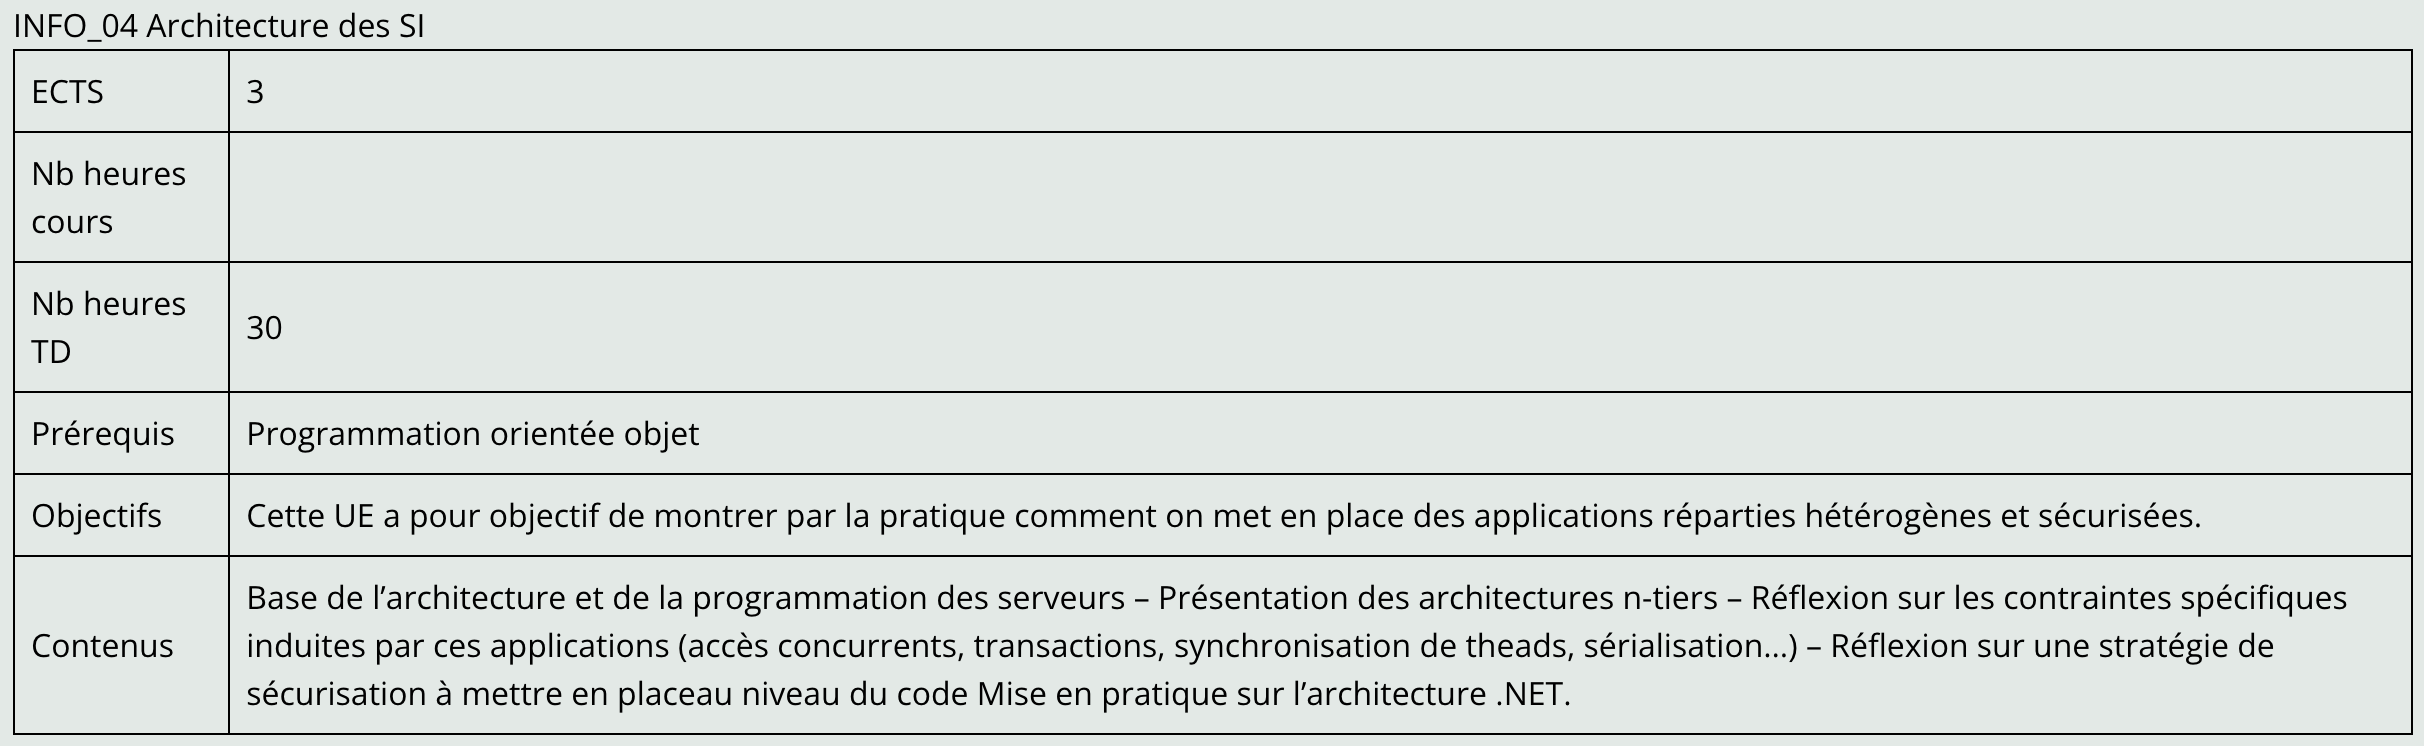 INFO_04 Architecture des SI
ECTS
3
Nb heures
cours
Nb heures
TD
30
Prérequis
Programmation orientée objet
Objectifs
Cette UE a pour objectif de montrer par la pratique comment on met en place des applications réparties hétérogènes et sécurisées.
Contenus
Base de l’architecture et de la programmation des serveurs – Présentation des architectures n-tiers – Réflexion sur les contraintes spécifiques
induites par ces applications (accès concurrents, transactions, synchronisation de theads, sérialisation…) – Réflexion sur une stratégie de
sécurisation à mettre en placeau niveau du code Mise en pratique sur l’architecture .NET.